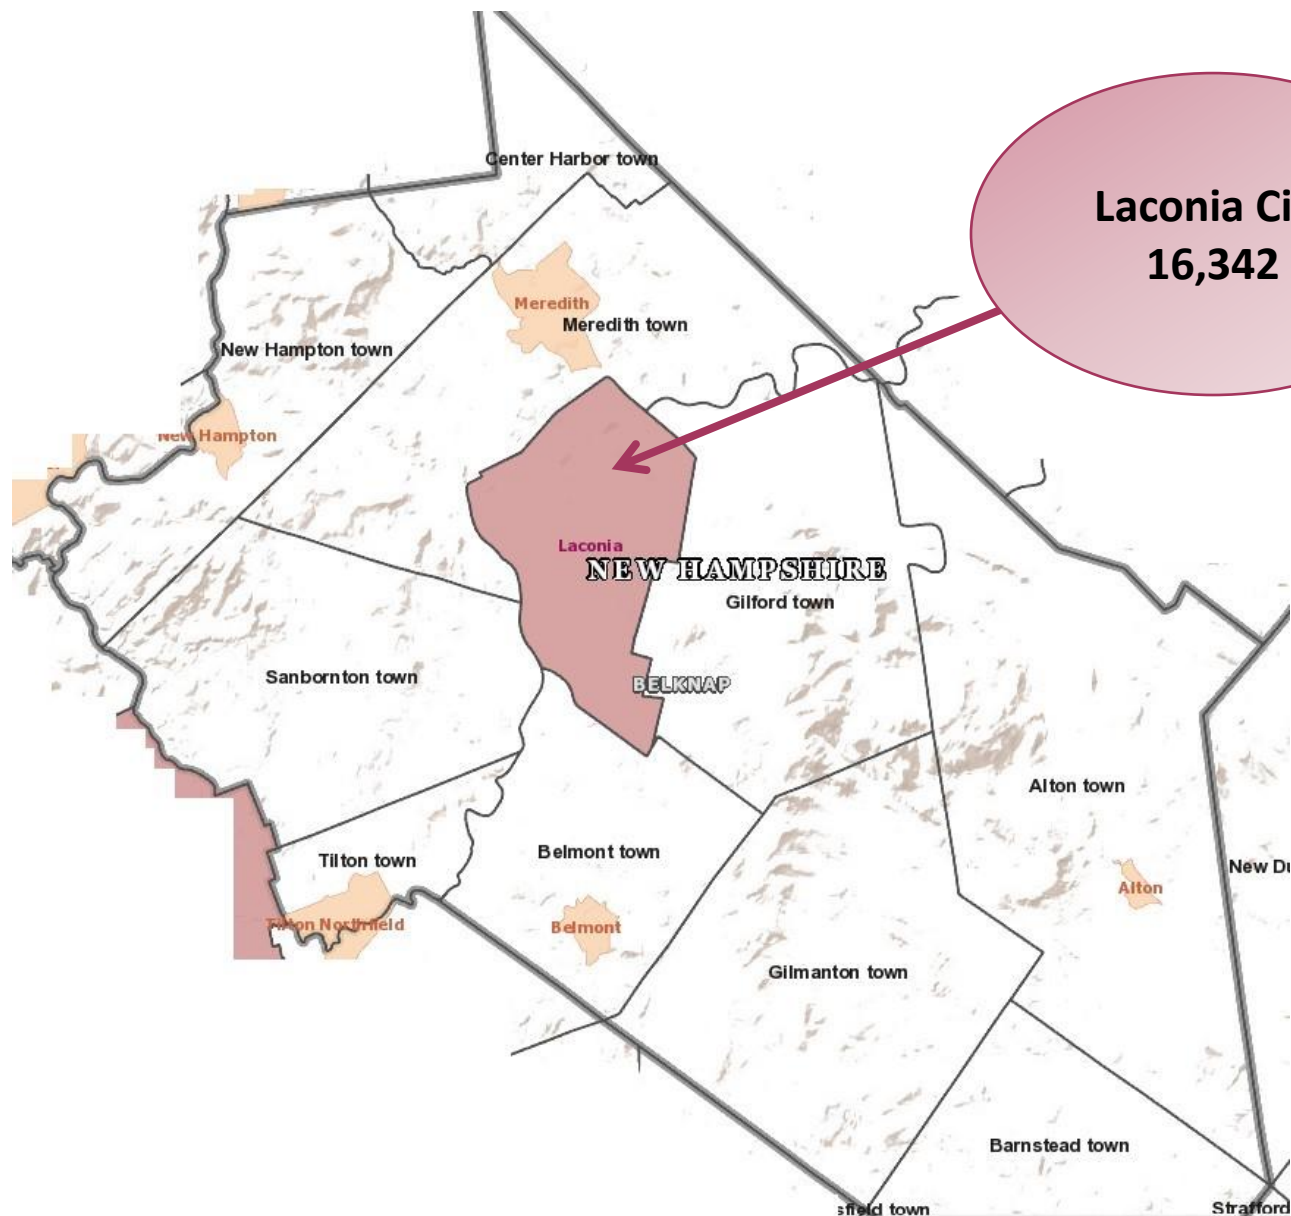 Center Harbor town
Laconia Ci
16,342
Meredith
Meredith town
New Hampton town
New Hampton
Laconia
NEW HAMPSHIRE
Gilford town
Sanbornton town
BELKNAP
Alton town
Belmont town
Tilton town
New Du
Alton
Tilton Northfield
Belmont
Gilmanton town
Barnstead town
sfield town
Strafford